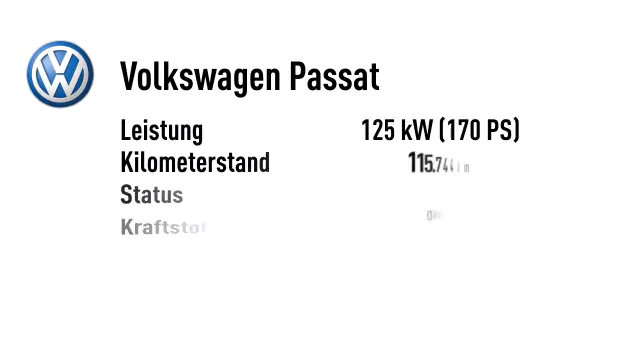 Volkswagen Passat
Leistung 125 kW (170 PS)
Kilometerstand
Status